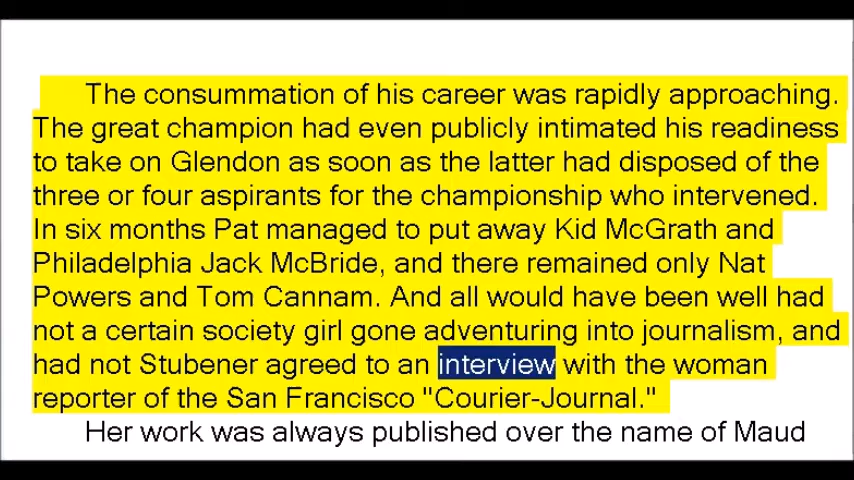 The consummation of his career was rapidly approaching.
The great champion had even publicly intimated his readiness
to take on Glendon as soon as the latter had disposed of the
three or four aspirants for the championship who intervened.
In six months Pat managed to put away Kid McGrath and
Philadelphia Jack McBride, and there remained only Nat
Powers and Tom Cannam. And all would have been well had
not a certain society girl gone adventuring into journalism, and
had not Stubener agreed to an interview with the woman
reporter of the San Francisco "Courier-Journal."
Her work was always published over the name of Maud